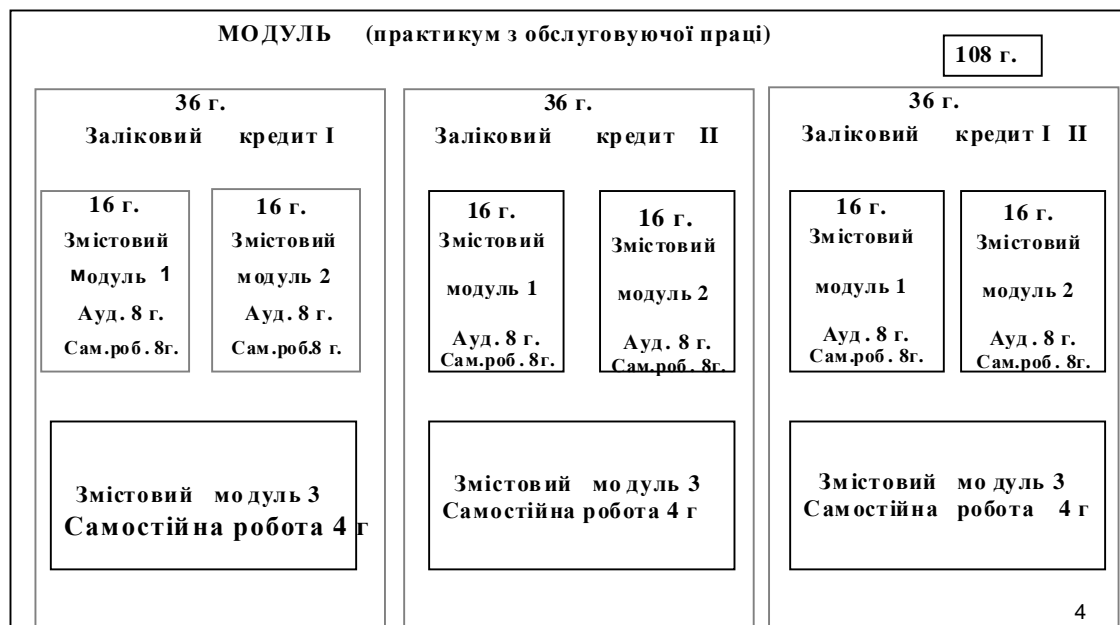 МОДУЛЬ (практикум з обслуговуючої праці)
108 г.
36 г.
Заліковий кредит І
16 г.
Змістовий
модуль 1
Ауд. 8 г.
Сам.роб. 8г.
16 г.
Змістовий
модуль 2
Ауд. 8 г.
Сам.роб.8 г.
Змістовий модуль 3
Самостійна робота 4 г
36 г.
Заліковий кредит ІІ
16 г.
Змістовий
модуль 1
Ауд. 8 г.
Сам.роб. 8г.
16 г.
Змістовий
модуль 2
Ауд. 8 г.
Сам.роб. 8г.
Змістовий модуль 3
Самостійна робота 4 г
36 г.
Заліковий кредит І ІІ
16 г.
Змістовий
модуль 1
Ауд. 8 г.
Сам.роб. 8г.
16 г.
Змістовий
модуль 2
Ауд. 8 г.
Сам.роб. 8г.
Змістовий модуль 3
Самостійна робота 4 г
4